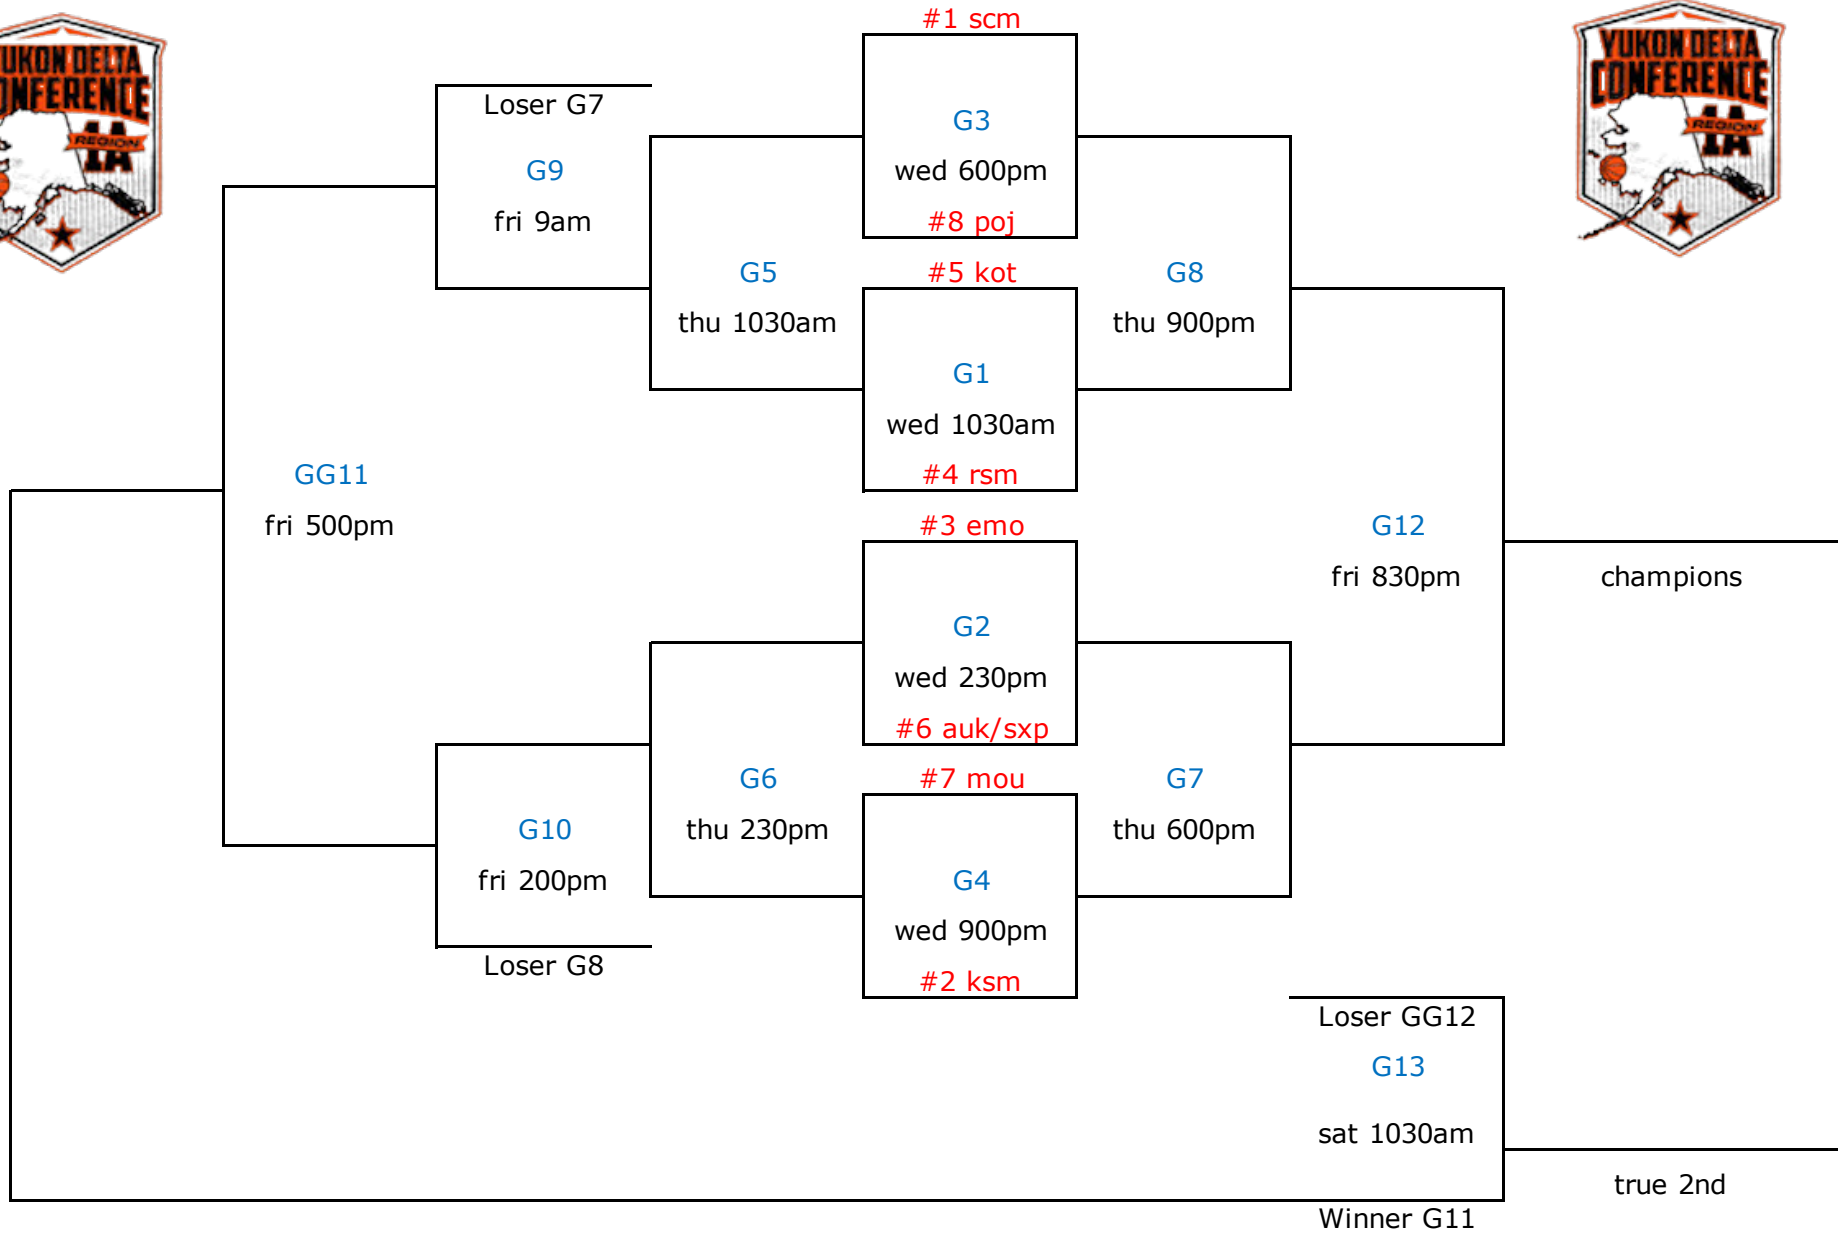 #1 scm
YUKON DELTA
CONFERENCE
REGION
1A
YUKON DELTA
CONFERENCE
REGION
1A
Loser G7
G3
G9
wed 600pm
fri 9am
#8 poj
G5
#5 kot
G8
thu 1030am
thu 900pm
G1
wed 1030am
GG11
#4 rsm
fri 500pm
#3 emo
G12
fri 830pm
champions
G2
wed 230pm
#6 auk/sxp
G6
#7 mou
G7
G10
thu 230pm
thu 600pm
fri 200pm
G4
wed 900pm
Loser G8
#2 ksm
Loser GG12
G13
sat 1030am
true 2nd
Winner G11